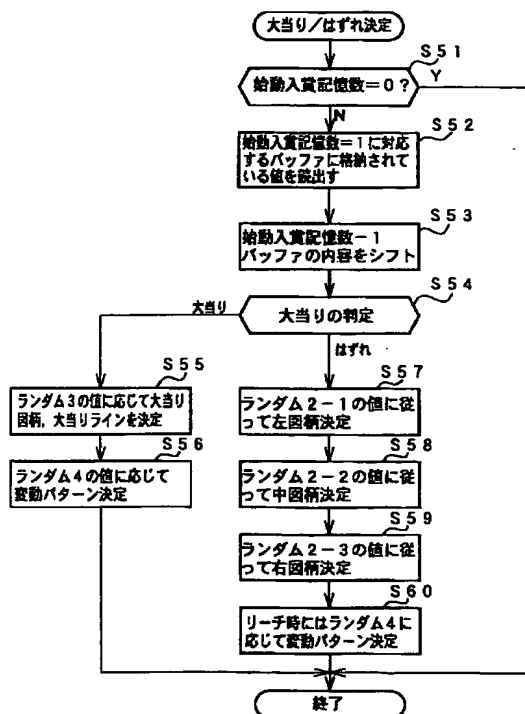 大当り/はずれ決定
S51
始動入賞記憶数=0?
Y
N
S52
始動入賞記憶数=1に対応
するバッファに格納されて
いる値を読出す
S53
始動入賞記憶数-1
バッファの内容をシフト
S54
大当りの判定
大当り
はずれ
S55
ランダム3の値に応じて大当り
図柄,大当りラインを決定
S56
ランダム4の値に応じて
変動パターン決定
S57
ランダム2-1の値に従
って左図柄決定
S58
ランダム2-2の値に従
って中図柄決定
S59
ランダム2-3の値に従
って右図柄決定
S60
リーチ時にはランダム4に
応じて変動パターン決定
終了